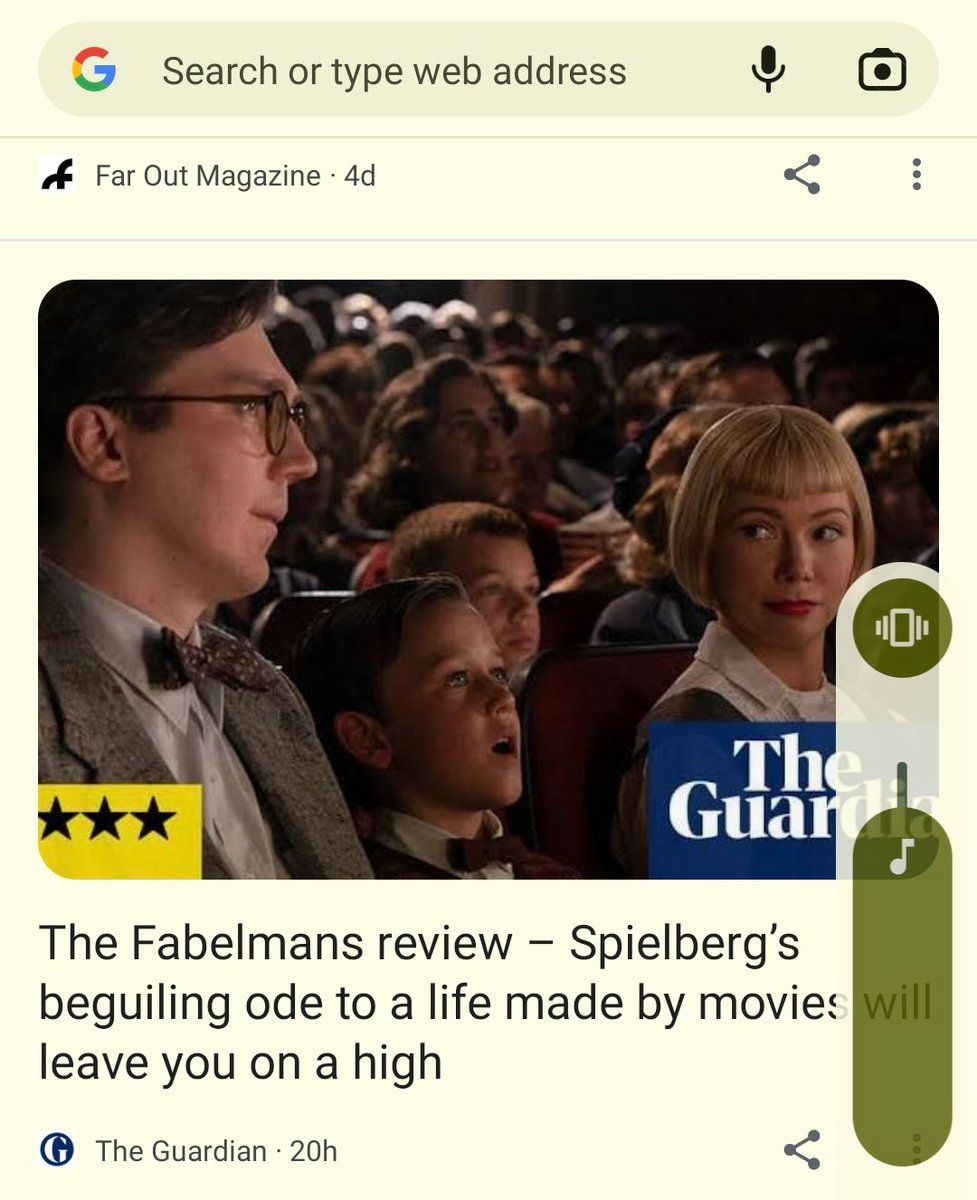 Search or type web address
Far Out Magazine · 4d
The
Guardia
The Fabelmans review – Spielberg’s
beguiling ode to a life made by movies will
leave you on a high
The Guardian · 20h